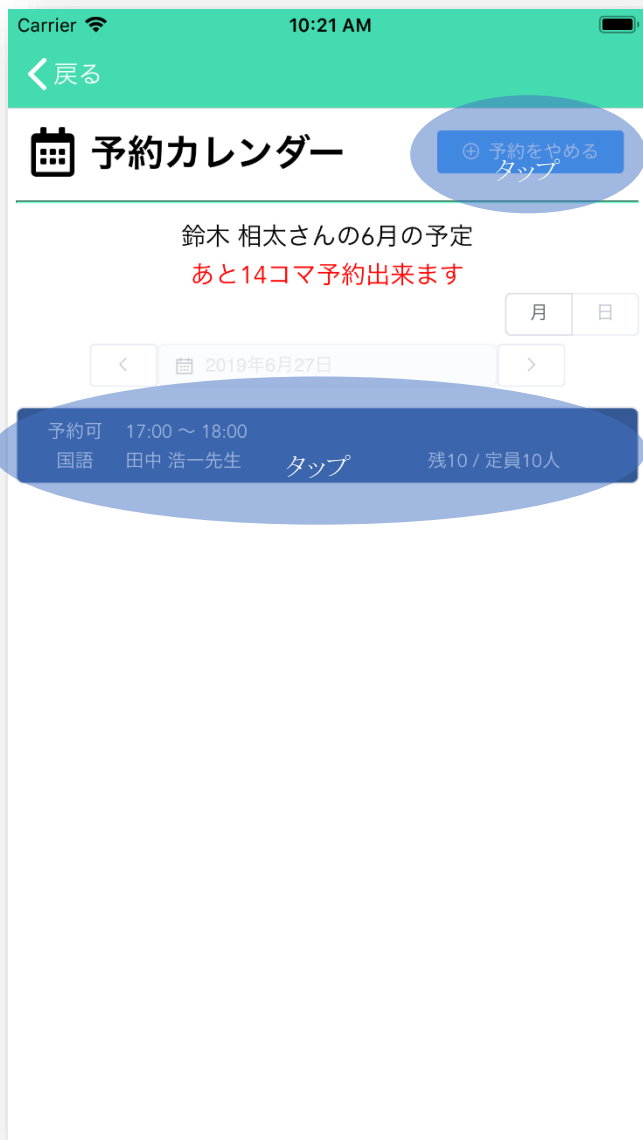 Carrier 10:21 AM
戻る
予約カレンダー
予約をやめる
タップ
鈴木 相太さんの6月の予定
あと14コマ予約出来ます
月 日
2019年6月27日
予約可 17:00 〜 18:00
国語 田中 浩一先生 タップ 残10 / 定員10人